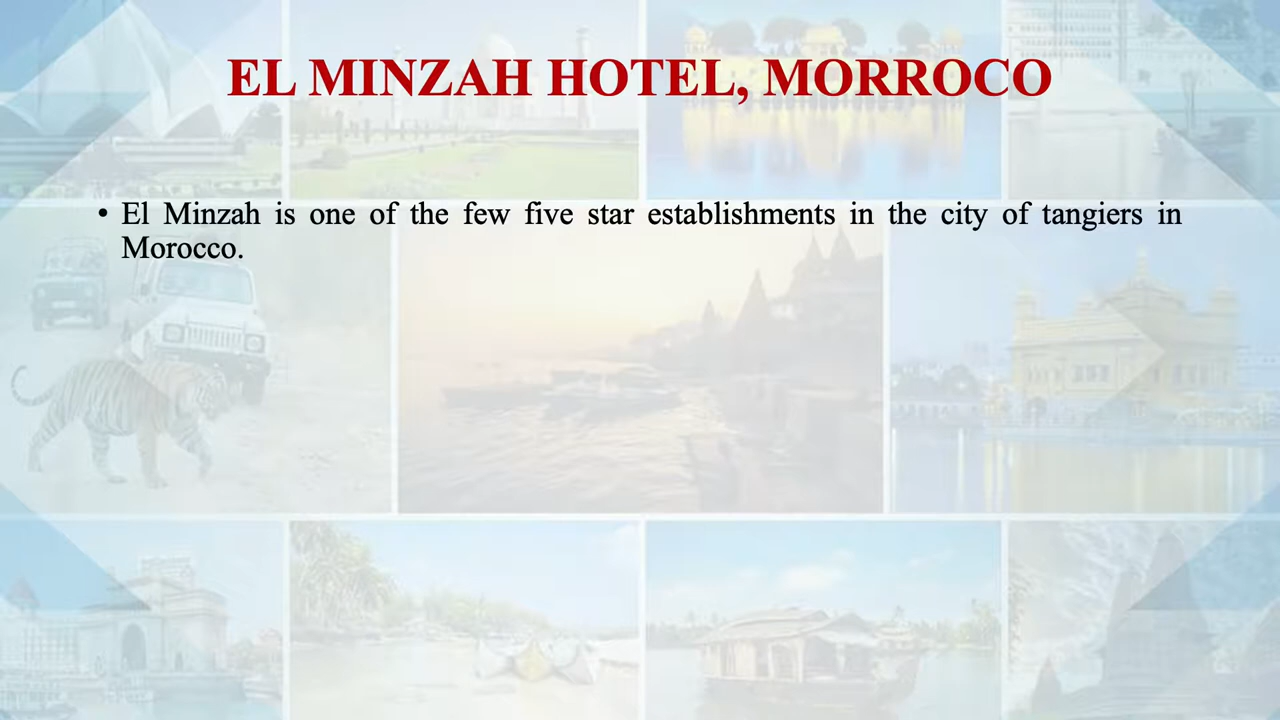 EL MINZAH HOTEL, MORROCO
• El Minzah is one of the few five star establishments in the city of tangiers in
Morocco.